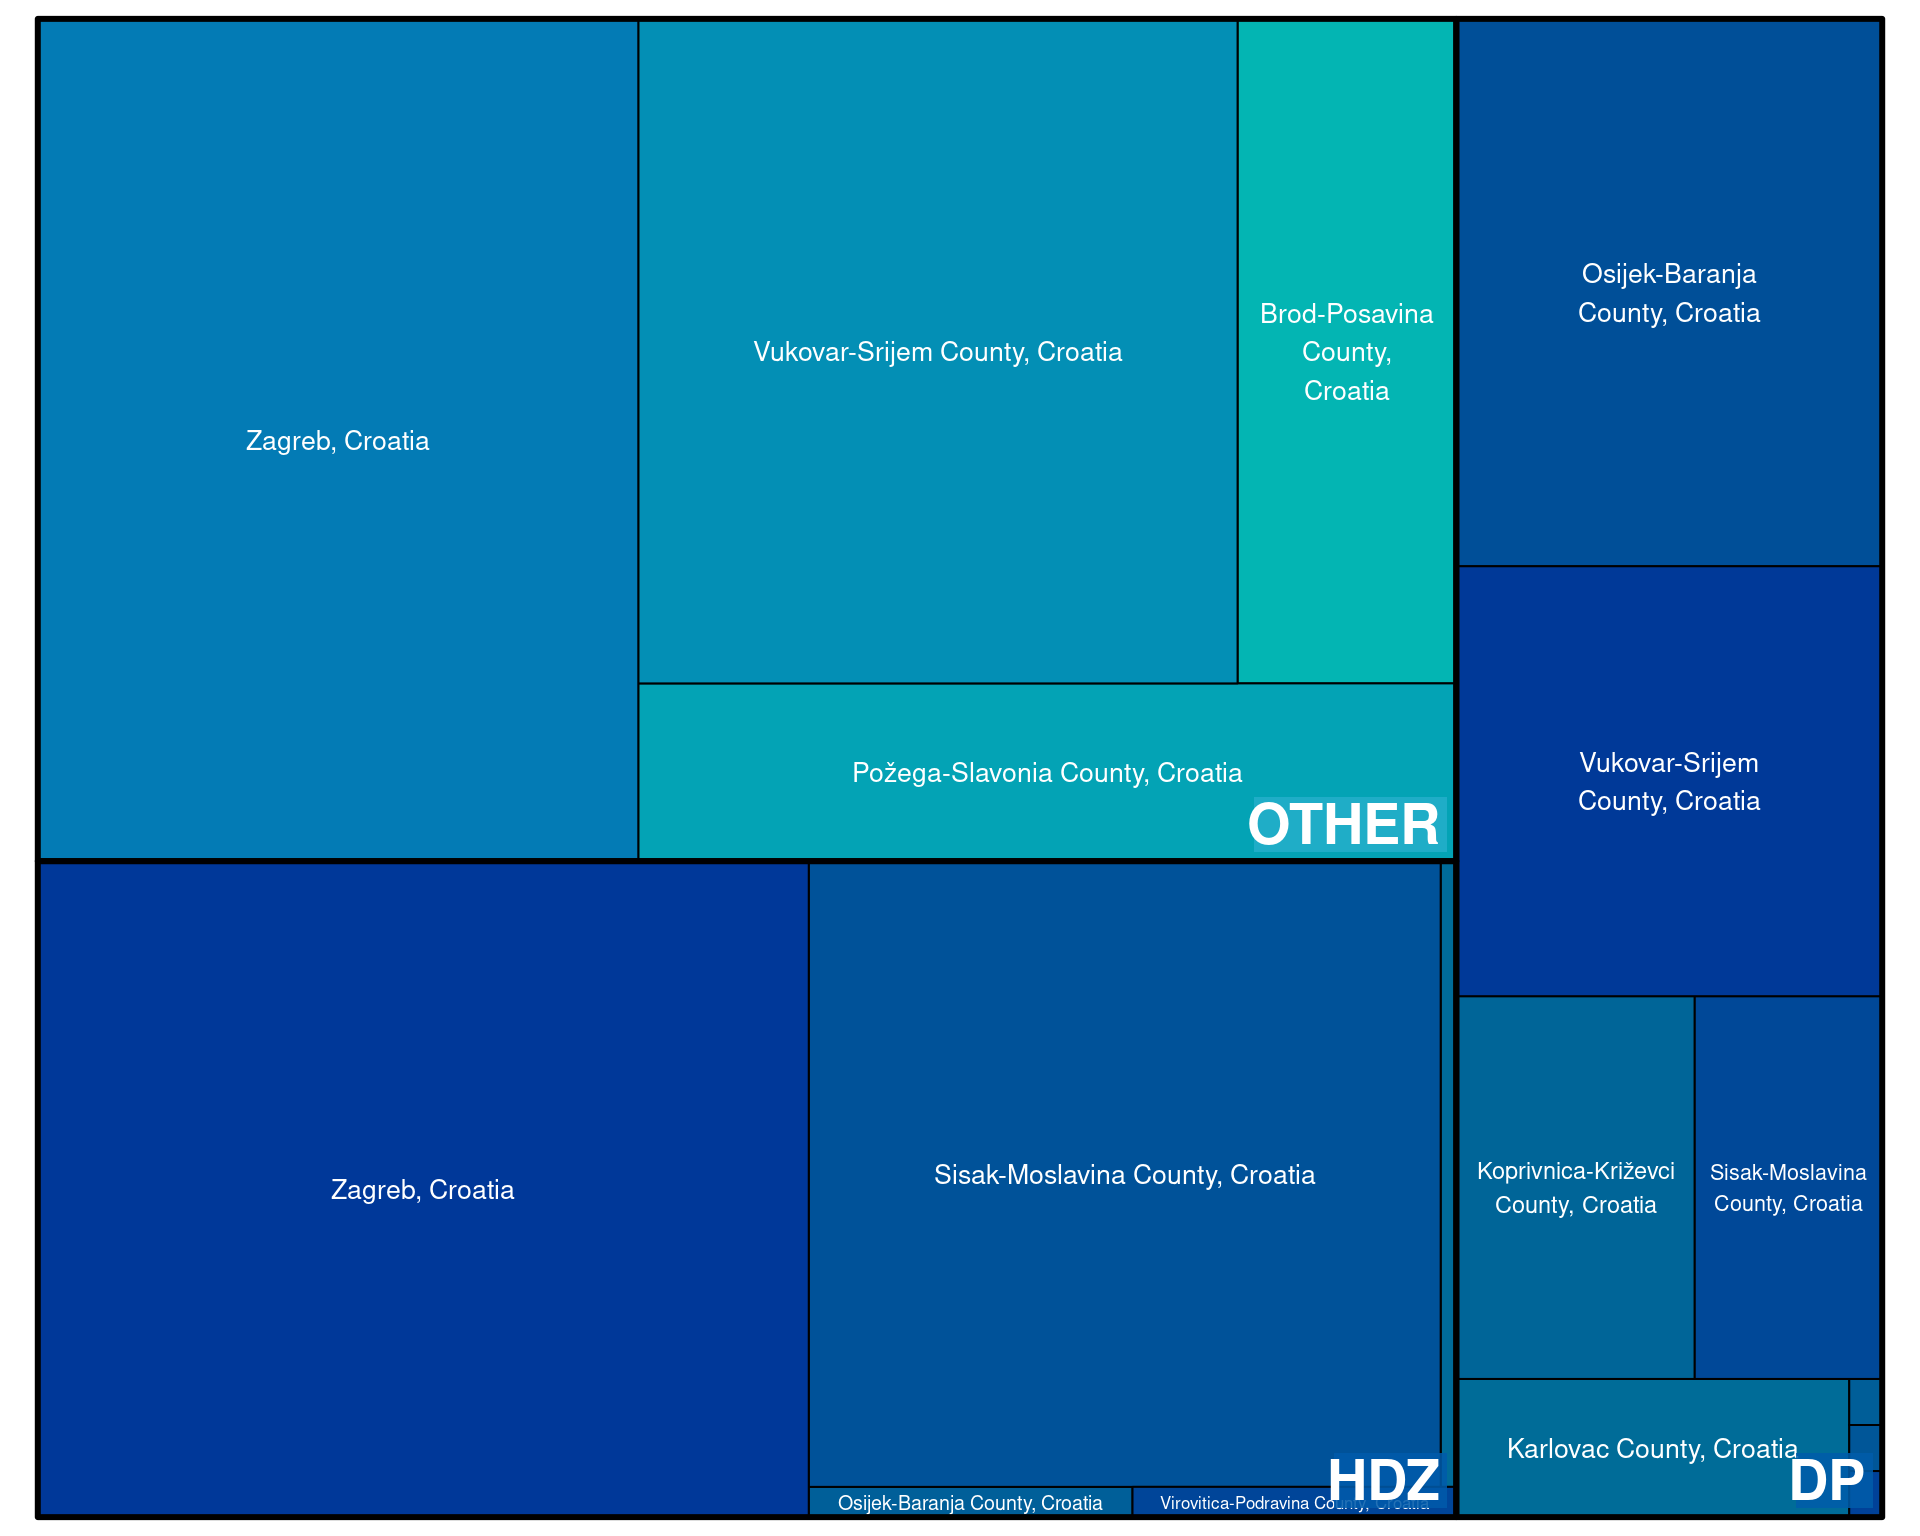 Zagreb, Croatia
Vukovar-Srijem County, Croatia
Brod-Posavina
County,
Croatia
Požega-Slavonia County, Croatia
OTHER
Osijek-Baranja
County, Croatia
Vukovar-Srijem
County, Croatia
Koprivnica-Križevci
County, Croatia
Sisak-Moslavina
County, Croatia
Karlovac County, Croatia
DP
Zagreb, Croatia
Sisak-Moslavina County, Croatia
Osijek-Baranja County, Croatia
Virovitica-Podravina County, Croatia
HDZ